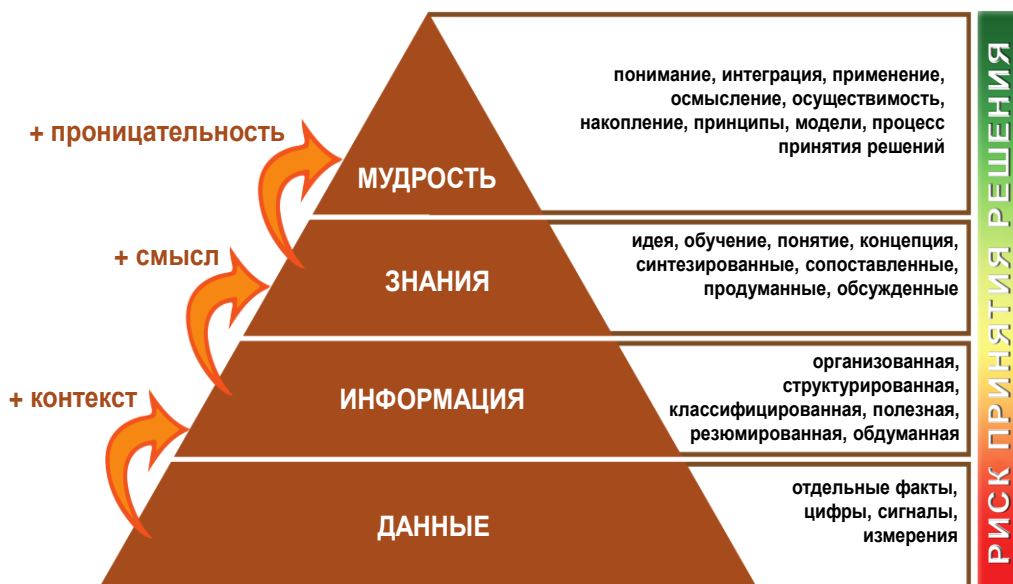 понимание, интеграция, применение,
осмысление, осуществимость,
накопление, принципы, модели, процесс
принятия решений
+ проницательность
МУДРОСТЬ
идея, обучение, понятие, концепция,
синтезированные, сопоставленные,
продуманные, обсужденные
+ смысл
ЗНАНИЯ
организованная,
структурированная,
классифицированная, полезная,
резюмированная, обдуманная
+ контекст
ИНФОРМАЦИЯ
отдельные факты,
цифры, сигналы,
измерения
ДАННЫЕ
РИСК ПРИНЯТИЯ РЕШЕНИЯ